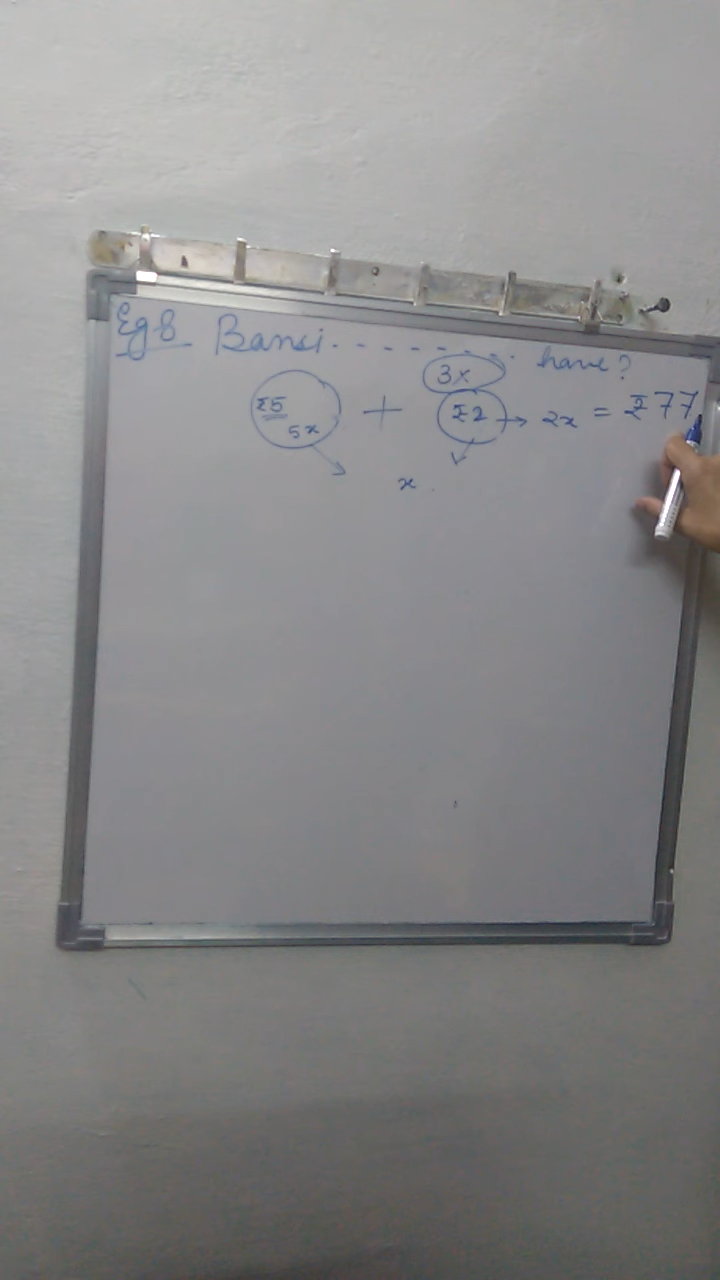 Eg 8 Bansi - - - - - - - - - have?
3x
₹5 + ₹2 → 2x = ₹77
5x
x